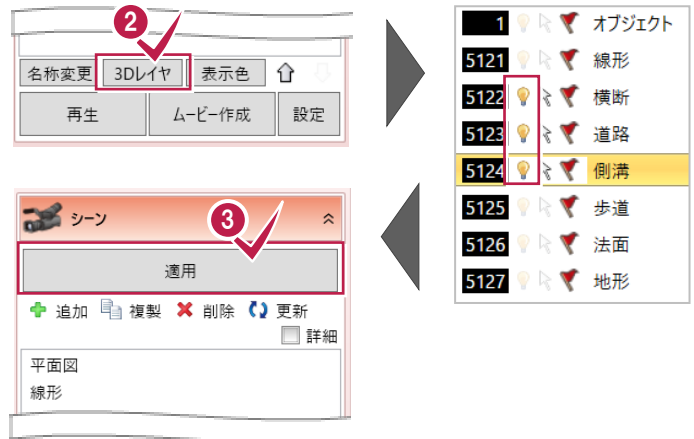 2
名称変更 3Dレイヤ 表示色
再生 ムービー作成 設定
1 オブジェクト
5121 線形
5122 横断
5123 道路
5124 側溝
5125 歩道
5126 法面
5127 地形
シーン 3
適用
追加 複製 削除 更新
詳細
平面図
線形